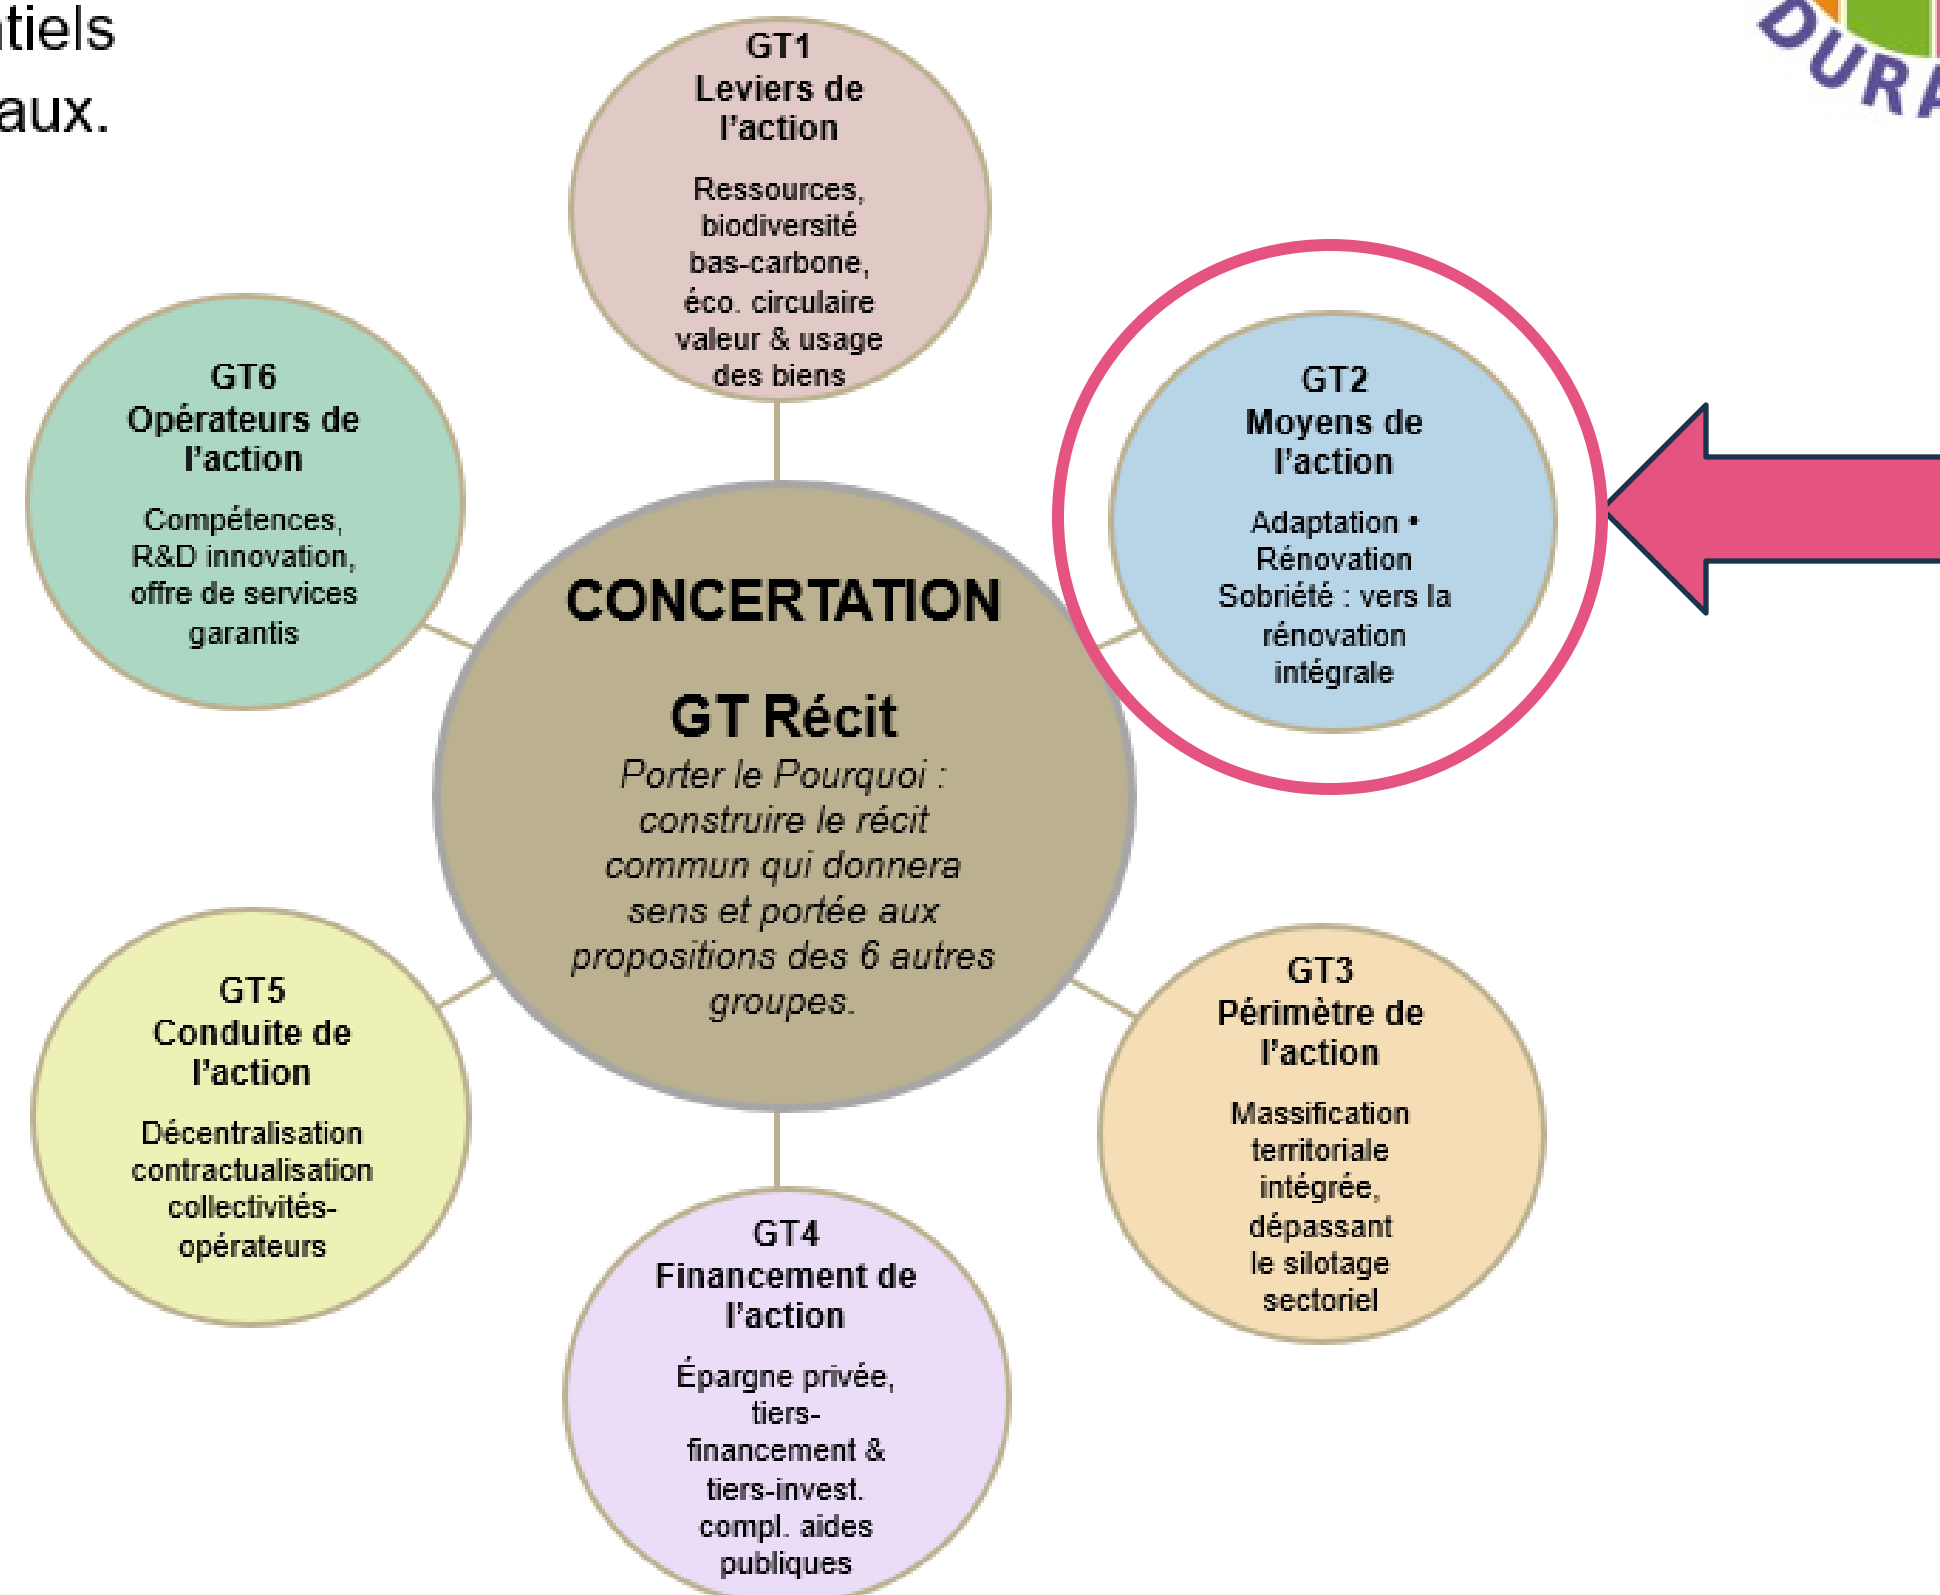 GT1
Leviers de
l'action
Ressources,
biodiversité
bas-carbone,
éco. circulaire
valeur & usage
des biens
GT2
Moyens de
l'action
Adaptation •
Rénovation
Sobriété : vers la
rénovation
intégrale
GT6
Opérateurs de
l'action
Compétences,
R&D innovation,
offre de services
garantis
CONCERTATION
GT Récit
Porter le Pourquoi :
construire le récit
commun qui donnera
sens et portée aux
propositions des 6 autres
groupes.
GT3
Périmètre de
l'action
Massification
territoriale
intégrée,
dépassant
le silotage
sectoriel
GT5
Conduite de
l'action
Décentralisation
contractualisation
collectivités-
opérateurs
GT4
Financement de
l'action
Épargne privée,
tiers-
financement &
tiers-invest.
compl. aides
publiques